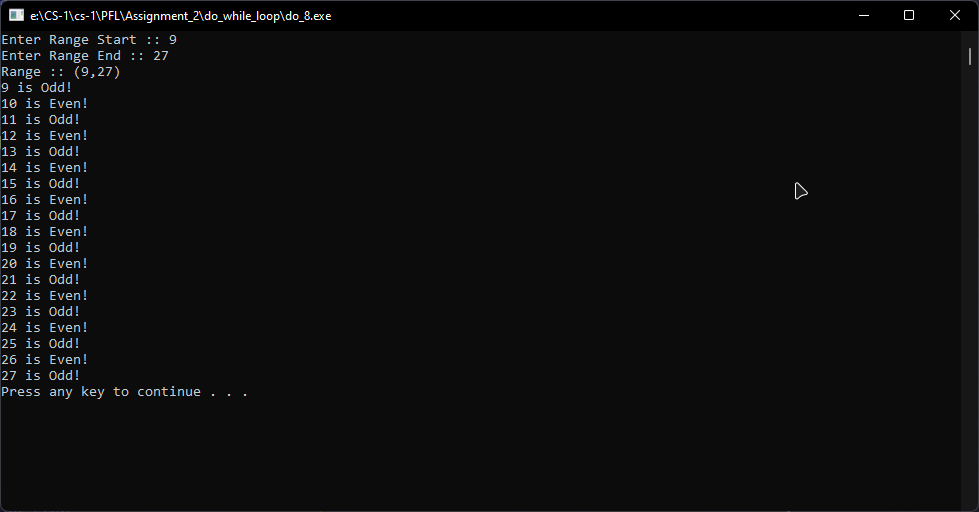 e:\CS-1\cs-1\PFL\Assignment_2\do_while_loop\do_8.exe
Enter Range Start :: 9
Enter Range End :: 27
Range :: (9,27)
9 is Odd!
10 is Even!
11 is Odd!
12 is Even!
13 is Odd!
14 is Even!
15 is Odd!
16 is Even!
17 is Odd!
18 is Even!
19 is Odd!
20 is Even!
21 is Odd!
22 is Even!
23 is Odd!
24 is Even!
25 is Odd!
26 is Even!
27 is Odd!
Press any key to continue . . .